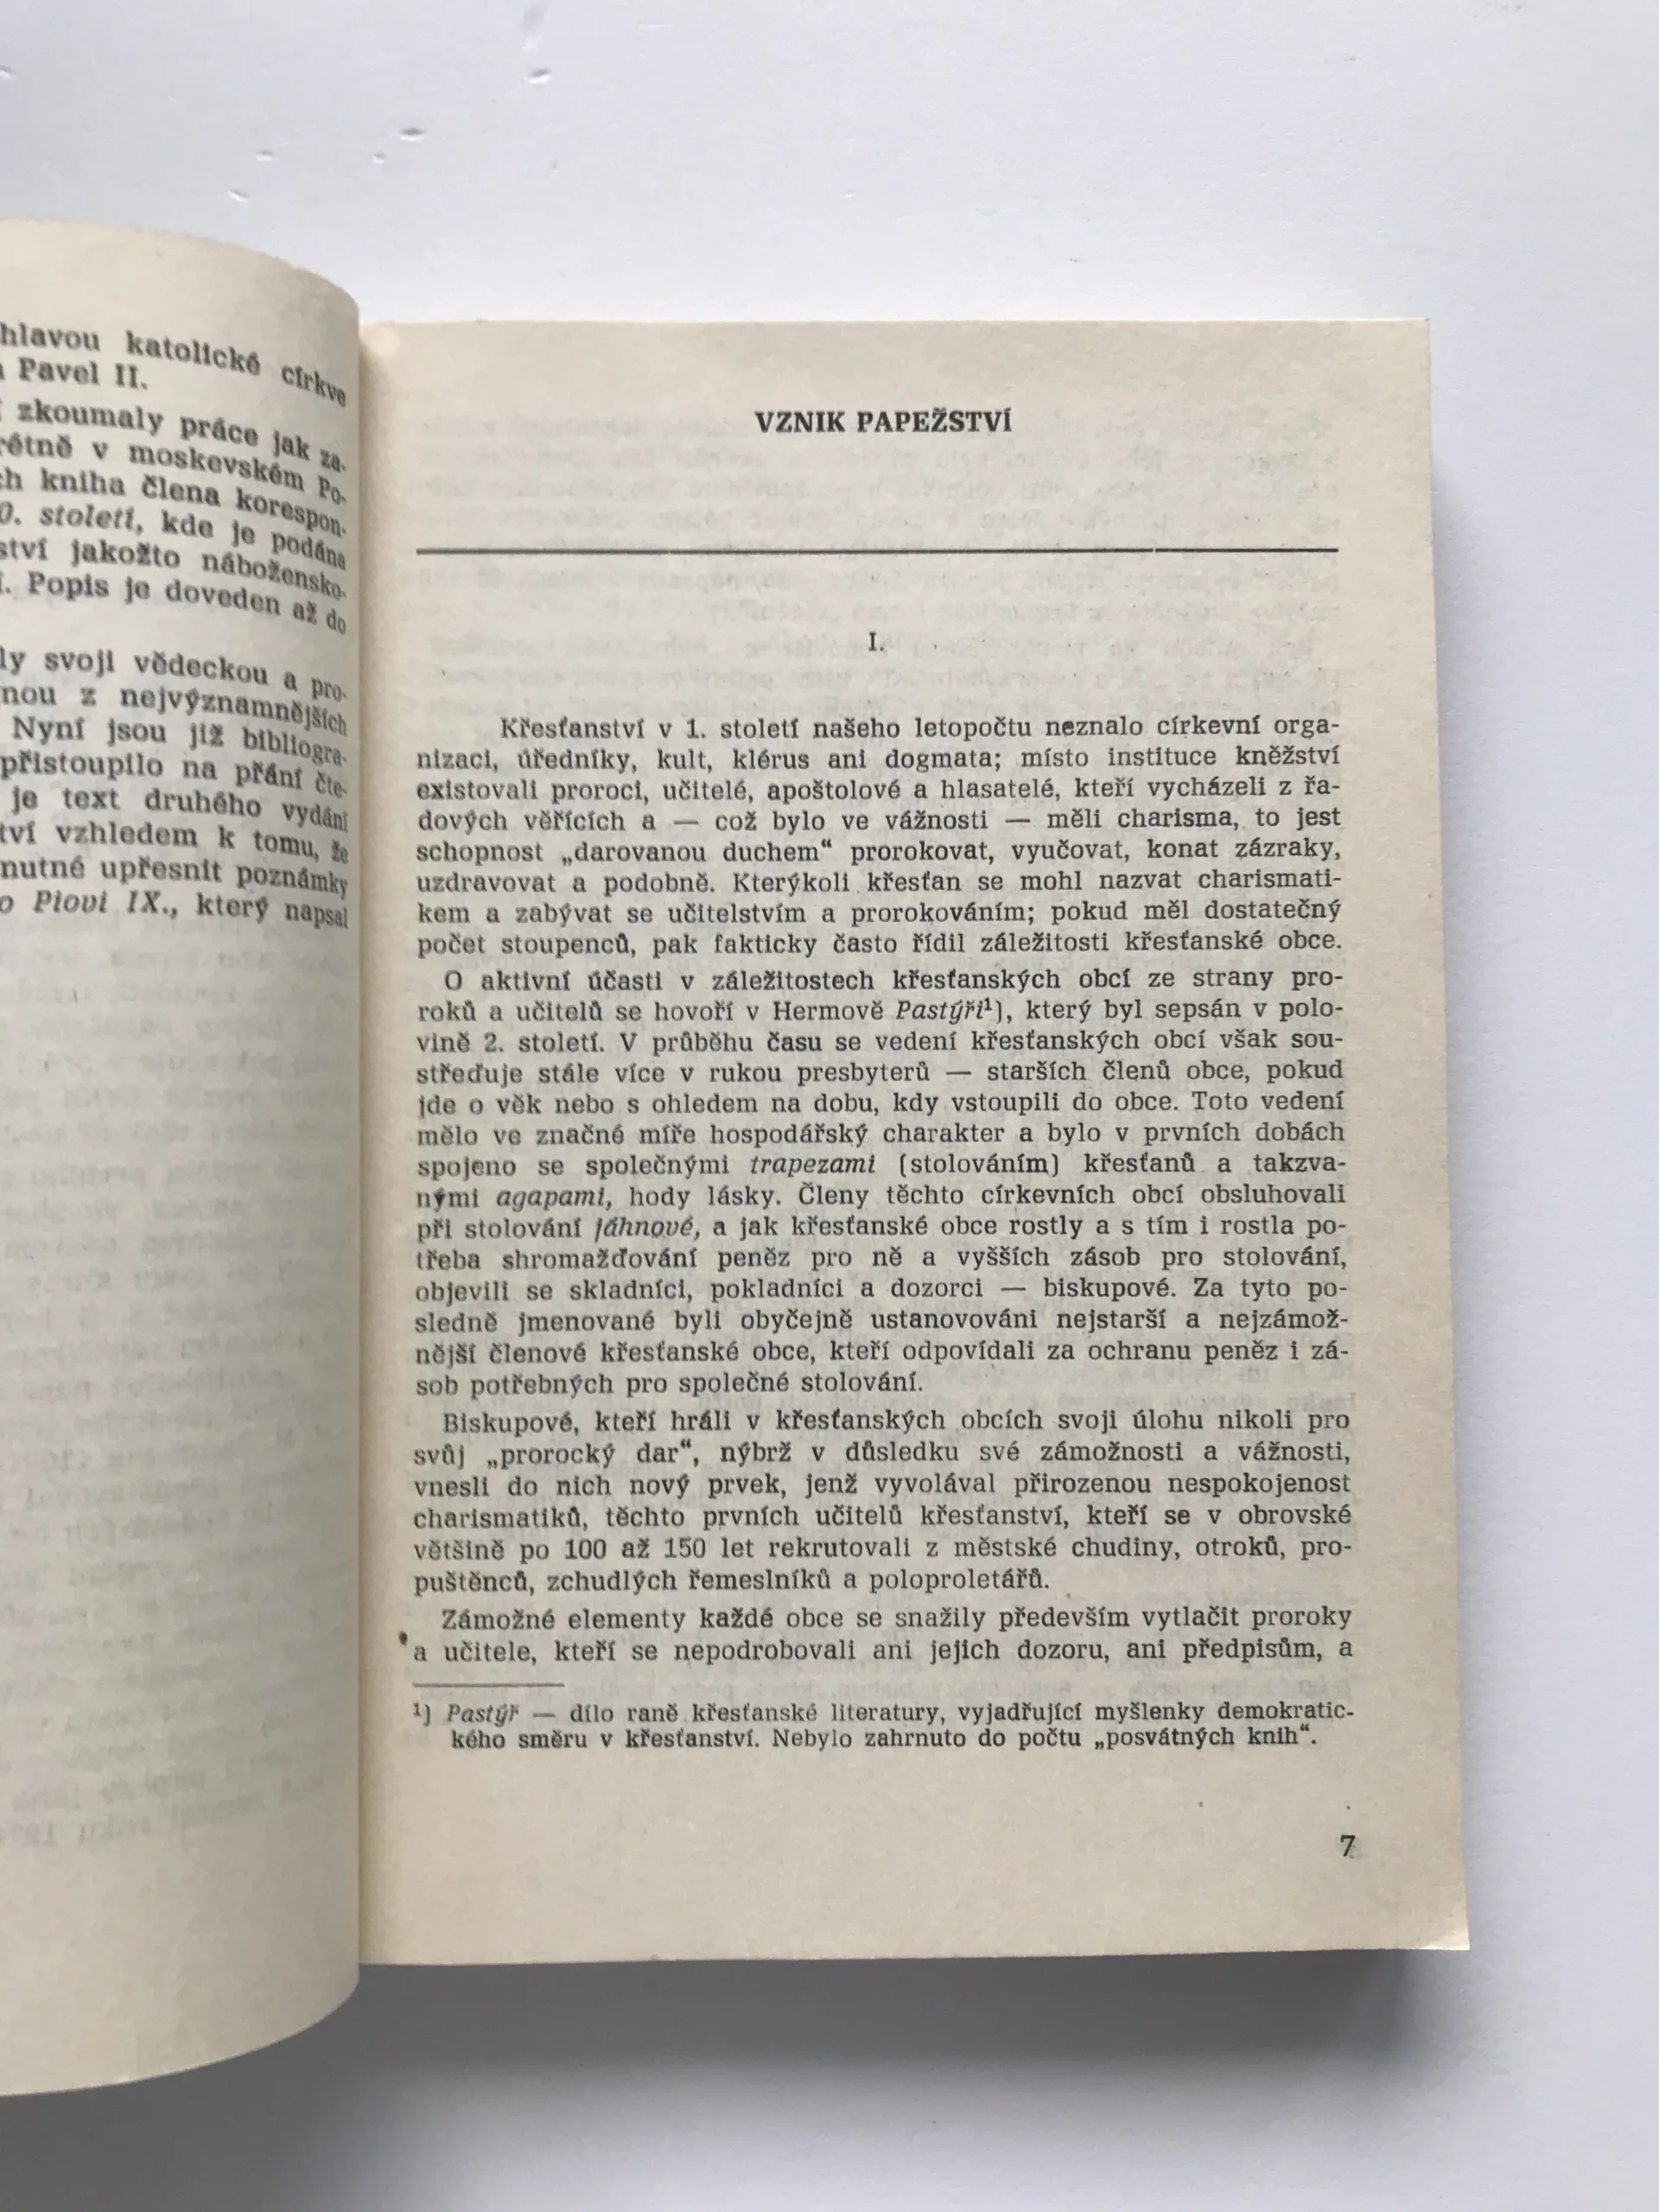 hlavou katolické církve
Pavel II.
zkoumaly práce jak za-
v moskevském Po-
kniha člena korespon-
0. století, kde je podána
jakožto nábožensko-
Popis je doveden až do
svoji vědeckou a pro-
z nejvýznamnějších
Nyní jsou již bibliogra-
přistoupilo na přání čte-
je text druhého vydání
vzhledem k tomu, že
nutné upřesnit poznámky
Piovi IX., který napsal
VZNIK PAPEŽSTVÍ
I.
Křesťanství v 1. století našeho letopočtu neznalo církevní orga-
nizaci, úředníky, kult, klérus ani dogmata; místo instituce kněžství
existovali proroci, učitelé, apoštolové a hlasatelé, kteří vycházeli z řa-
dových věřících a — což bylo ve vážnosti — měli charisma, to jest
schopnost „darovanou duchem“ prorokovat, vyučovat, konat zázraky,
uzdravovat a podobně. Kterýkoli křesťan se mohl nazvat charismati-
kem a zabývat se učitelstvím a prorokováním; pokud měl dostatečný
počet stoupenců, pak fakticky často řídil záležitosti křesťanské obce.
O aktivní účasti v záležitostech křesťanských obcí ze strany pro-
roků a učitelů se hovoří v Hermově Pastýři¹), který byl sepsán v polo-
vině 2. století. V průběhu času se vedení křesťanských obcí však sou-
střeďuje stále více v rukou presbyterů — starších členů obce, pokud
jde o věk nebo s ohledem na dobu, kdy vstoupili do obce. Toto vedení
mělo ve značné míře hospodářský charakter a bylo v prvních dobách
spojeno se společnými trapezami (stolováním) křesťanů a takzva-
nými agapami, hody lásky. Členy těchto církevních obcí obsluhovali
při stolování jáhnové, a jak křesťanské obce rostly a s tím i rostla po-
třeba shromažďování peněz pro ně a vyšších zásob pro stolování,
objevili se skladníci, pokladníci a dozorci — biskupové. Za tyto po-
sledně jmenované byli obyčejně ustanovováni nejstarší a nejzámož-
nější členové křesťanské obce, kteří odpovídali za ochranu peněz i zá-
sob potřebných pro společné stolování.
Biskupové, kteří hráli v křesťanských obcích svoji úlohu nikoli pro
svůj „prorocký dar“, nýbrž v důsledku své zámožnosti a vážnosti,
vnesli do nich nový prvek, jenž vyvolával přirozenou nespokojenost
charismatiků, těchto prvních učitelů křesťanství, kteří se v obrovské
většině po 100 až 150 let rekrutovali z městské chudiny, otroků, pro-
puštěnců, zchudlých řemeslníků a poloproletářů.
Zámožné elementy každé obce se snažily především vytlačit proroky
a učitele, kteří se nepodrobovali ani jejich dozoru, ani předpisům, a
¹) Pastýř — dílo raně křesťanské literatury, vyjadřující myšlenky demokratic-
kého směru v křesťanství. Nebylo zahrnuto do počtu „posvátných knih“.
7